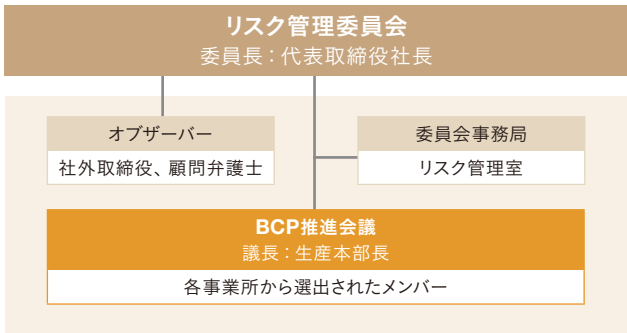 リスク管理委員会
委員長：代表取締役社長
オブザーバー
社外取締役、顧問弁護士
委員会事務局
リスク管理室
BCP推進会議
議長：生産本部長
各事業所から選出されたメンバー